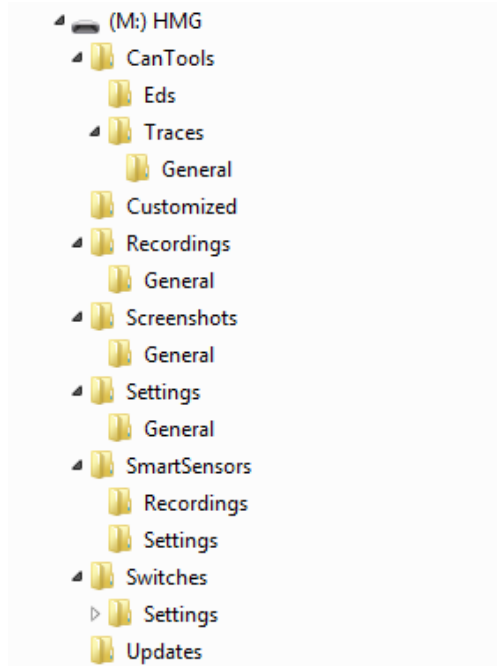 (M:) HMG
CanTools
Eds
Traces
General
Customized
Recordings
General
Screenshots
General
Settings
General
SmartSensors
Recordings
Settings
Switches
Settings
Updates